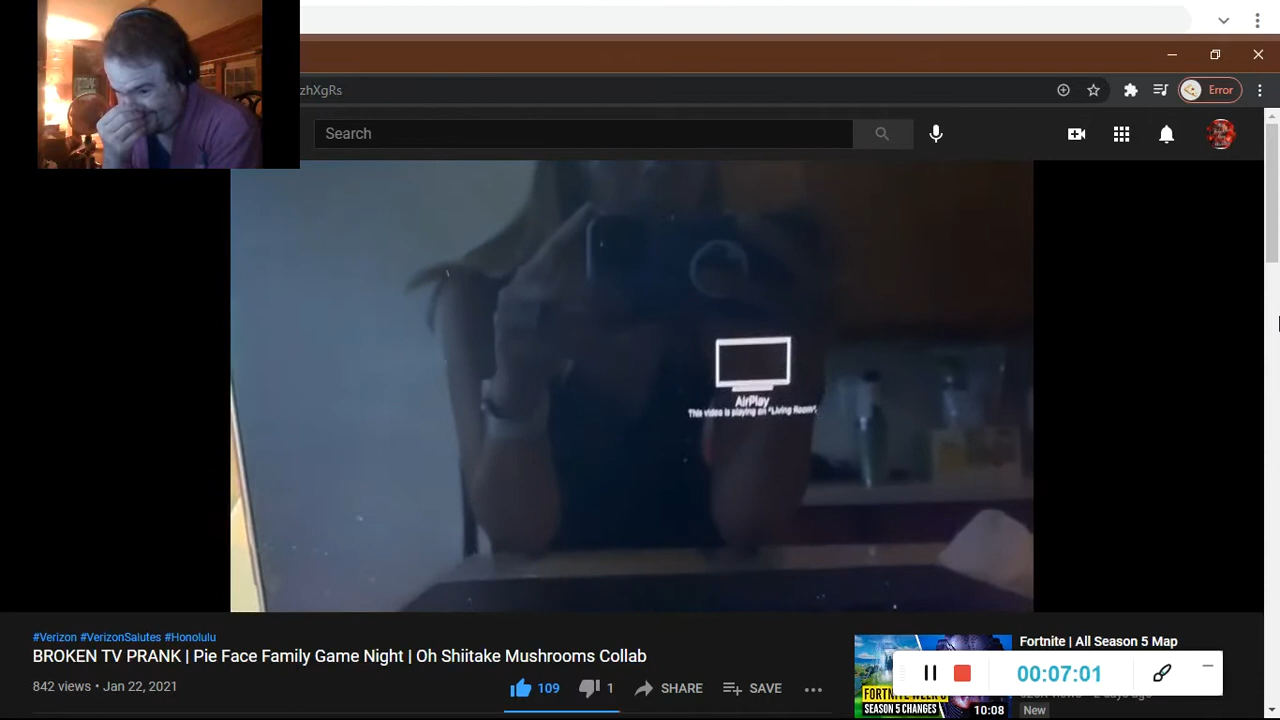 zhXgRs
Error
Search
AirPlay
This video is playing on "Living Room".
#Verizon #VerizonSalutes #Honolulu
BROKEN TV PRANK | Pie Face Family Game Night | Oh Shiitake Mushrooms Collab
842 views • Jan 22, 2021
109
1
SHARE
SAVE
Fortnite | All Season 5 Map
FORTNITE WEEK
SEASON 5 CHANGES
10:08
New
00:07:01